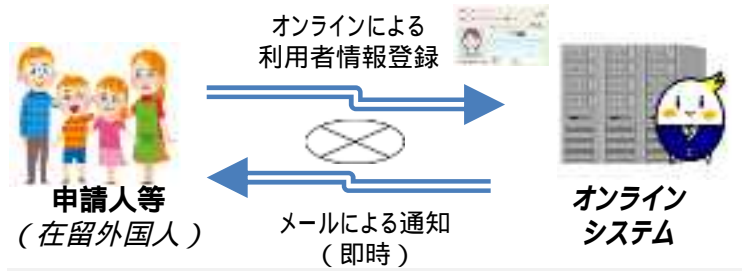 オンラインによる
利用者情報登録
申請人等
（在留外国人）
メールによる通知
（即時）
オンライン
システム